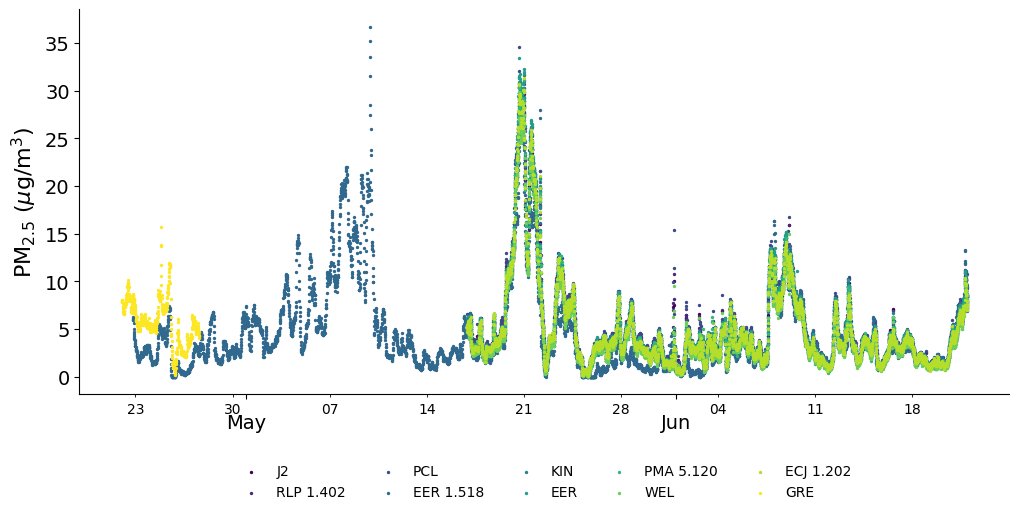 PM2.5 (μg/m3)
35
30
25
20
15
10
5
0
23 30 07 14 21 28 04 11 18
May Jun
J2 PCL KIN PMA 5.120 ECJ 1.202
RLP 1.402 EER 1.518 EER WEL GRE